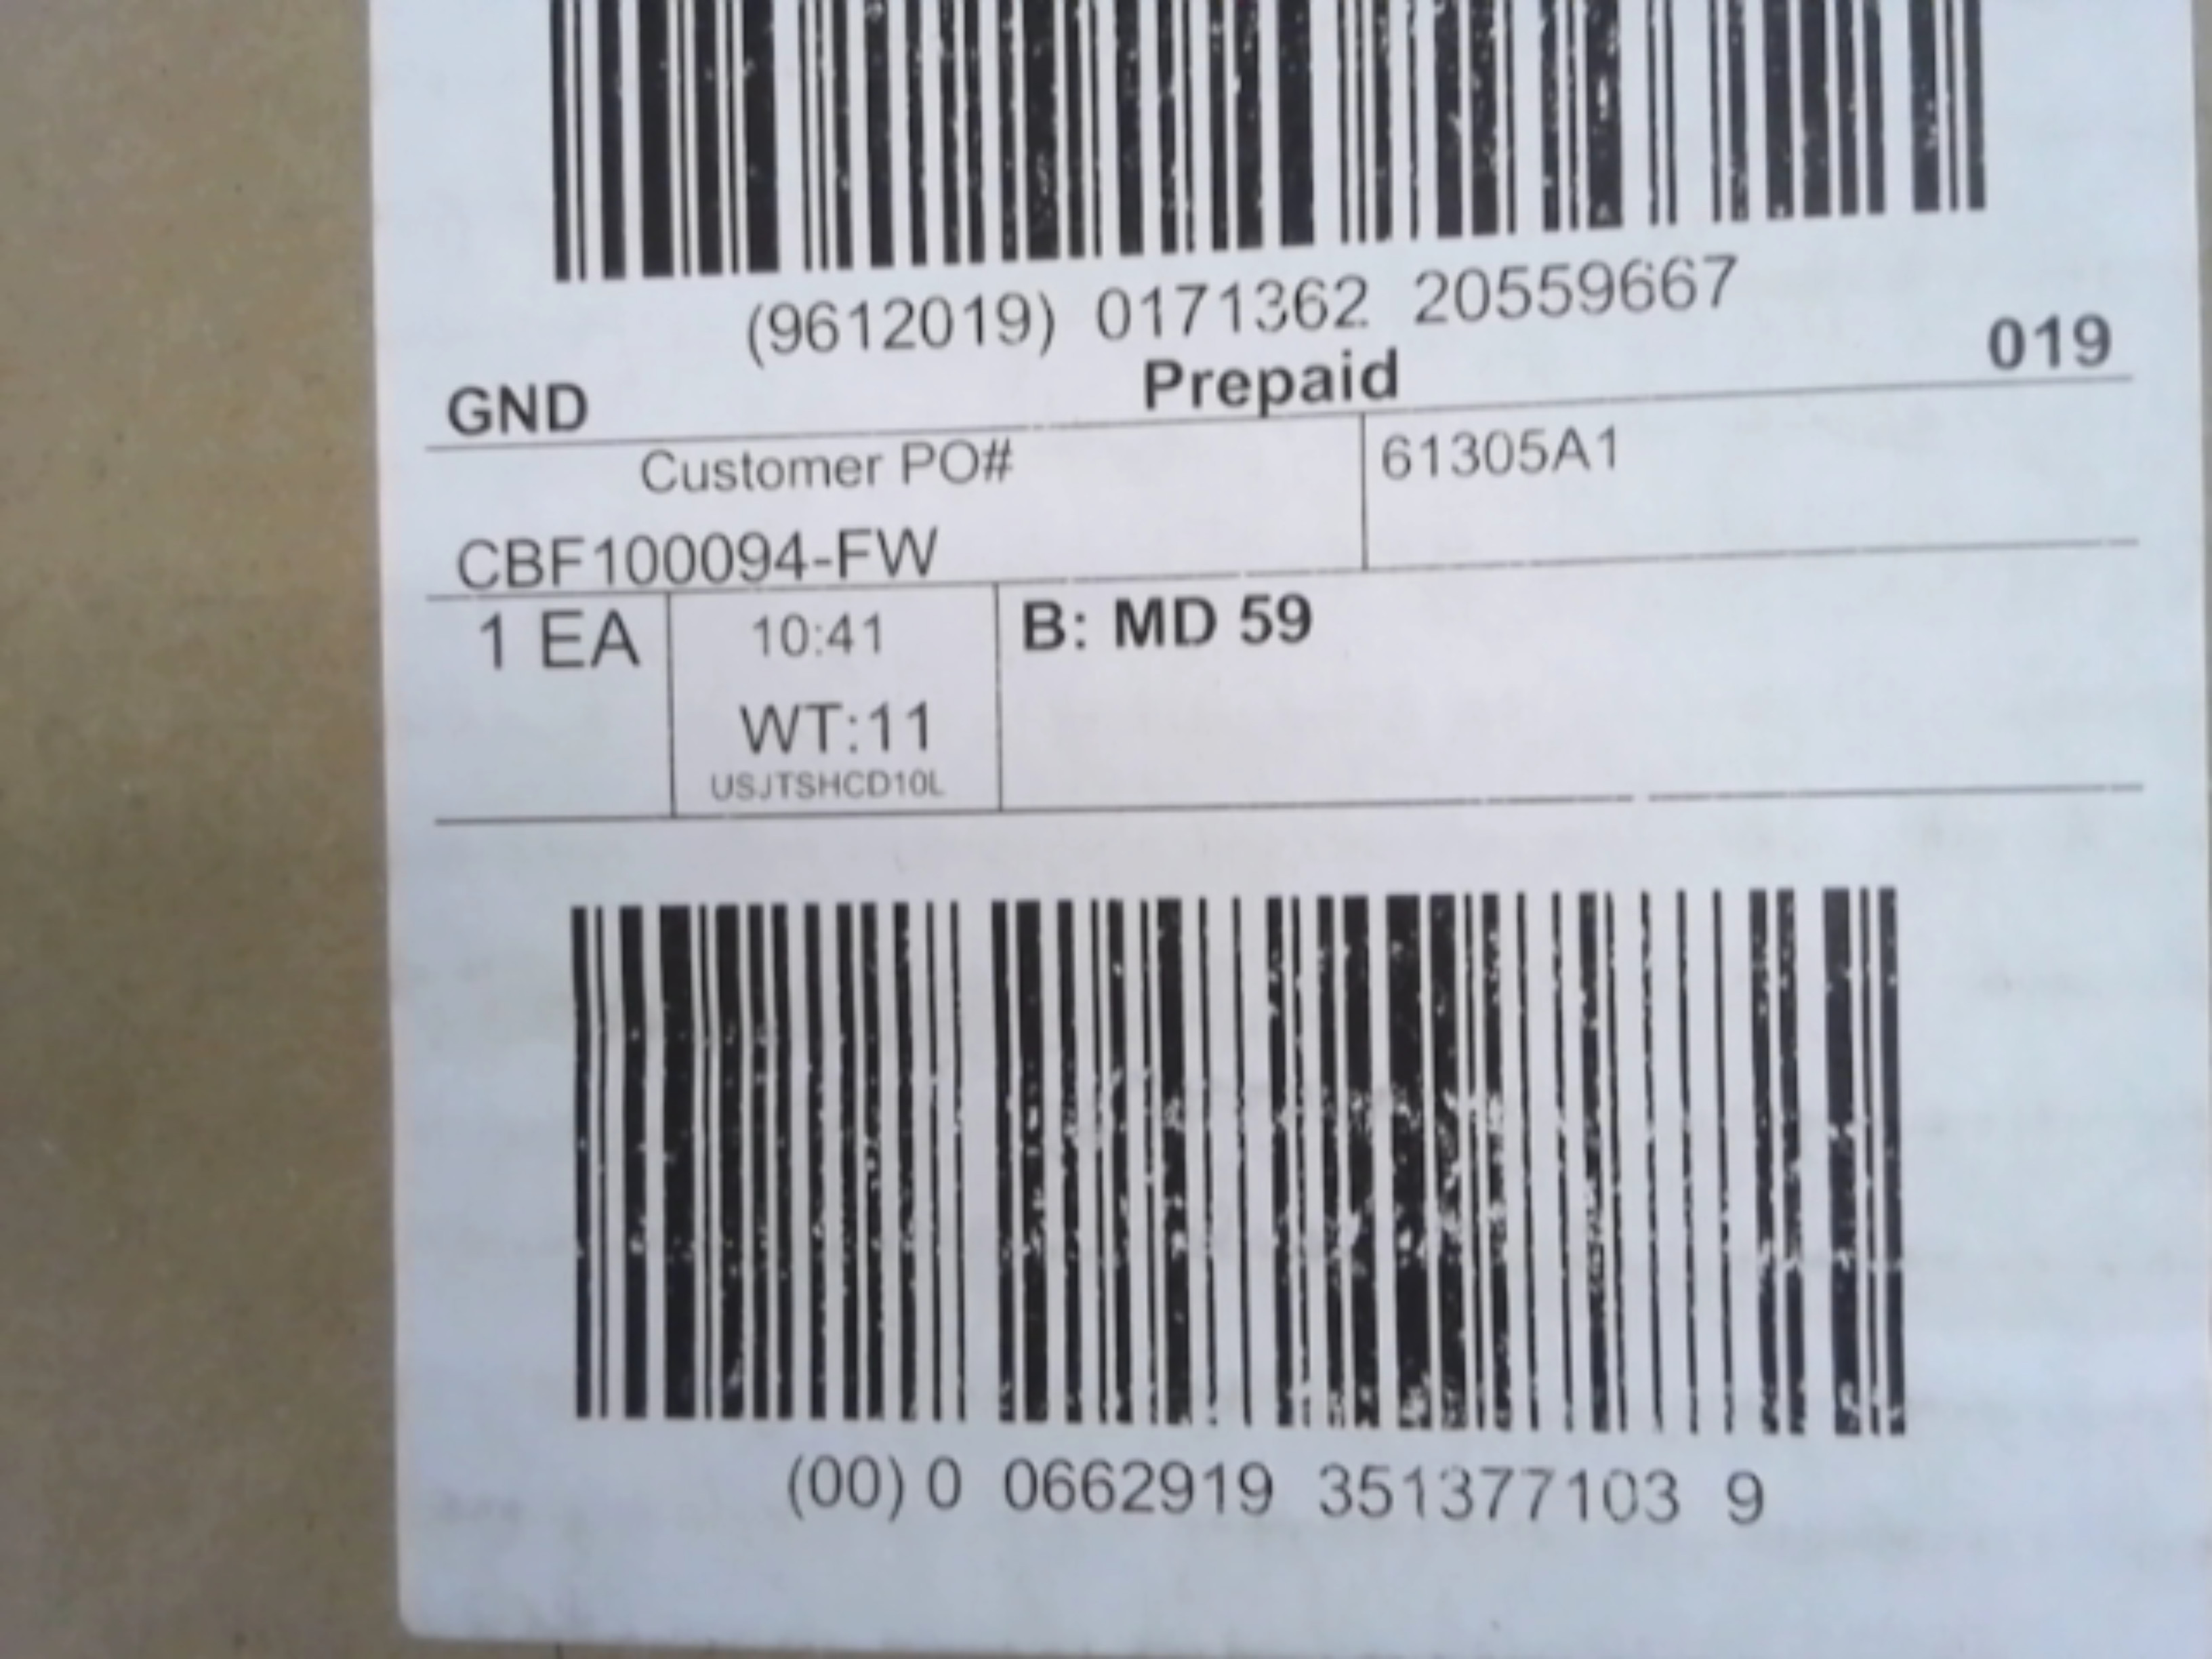 (9612019) 0171362 20559667
GND Prepaid 019
Customer PO# 61305A1
CBF100094-FW
1 EA 10:41 B: MD 59
WT:11
USJTSHCD10L
(00) 0 0662919 351377103 9